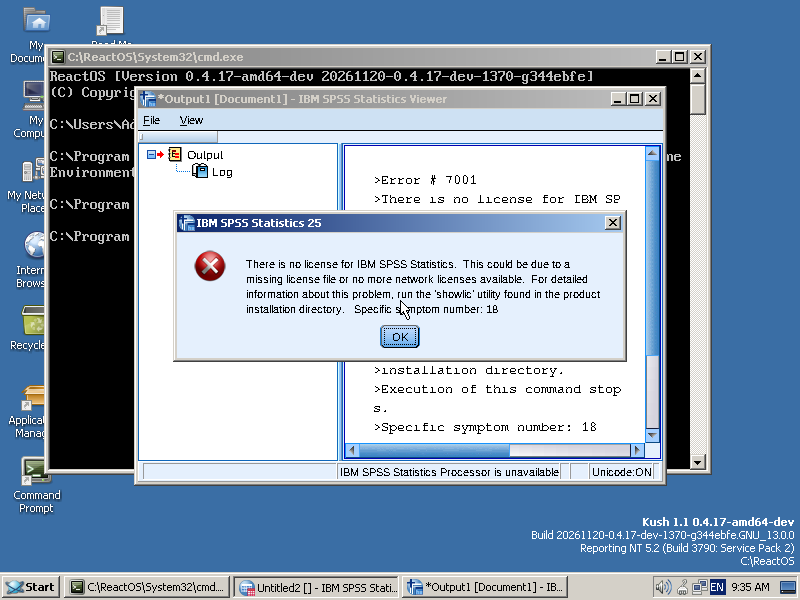 My
Docum
Read Me
My
Compu
My Net
Place
Intern
Brows
Recycle
Applica
Manag
Command
Prompt
C:\ReactOS\System32\cmd.exe
ReactOS [Version 0.4.17-amd64-dev 20261120-0.4.17-dev-1370-g344ebfe]
(C) Copyrig
C:\Users\Ad
C:\Program
ne
Environment
C:\Program
C:\Program
*Output1 [Document1] - IBM SPSS Statistics Viewer
File View
Output
Log
>Error # 7001
>There is no license for IBM SP
IBM SPSS Statistics 25
There is no license for IBM SPSS Statistics. This could be due to a
missing license file or no more network licenses available. For detailed
information about this problem, run the 'showlic' utility found in the product
installation directory. Specific symptom number: 18
OK
>installation directory.
>Execution of this command stop
s.
>Specific symptom number: 18
IBM SPSS Statistics Processor is unavailable
Unicode:ON
Kush 1.1 0.4.17-amd64-dev
Build 20261120-0.4.17-dev-1370-g344ebfe.GNU_13.0.0
Reporting NT 5.2 (Build 3790: Service Pack 2)
C:\ReactOS
Start
C:\ReactOS\System32\cmd...
Untitled2 [] - IBM SPSS Stati...
*Output1 [Document1] - IB...
EN
9:35 AM